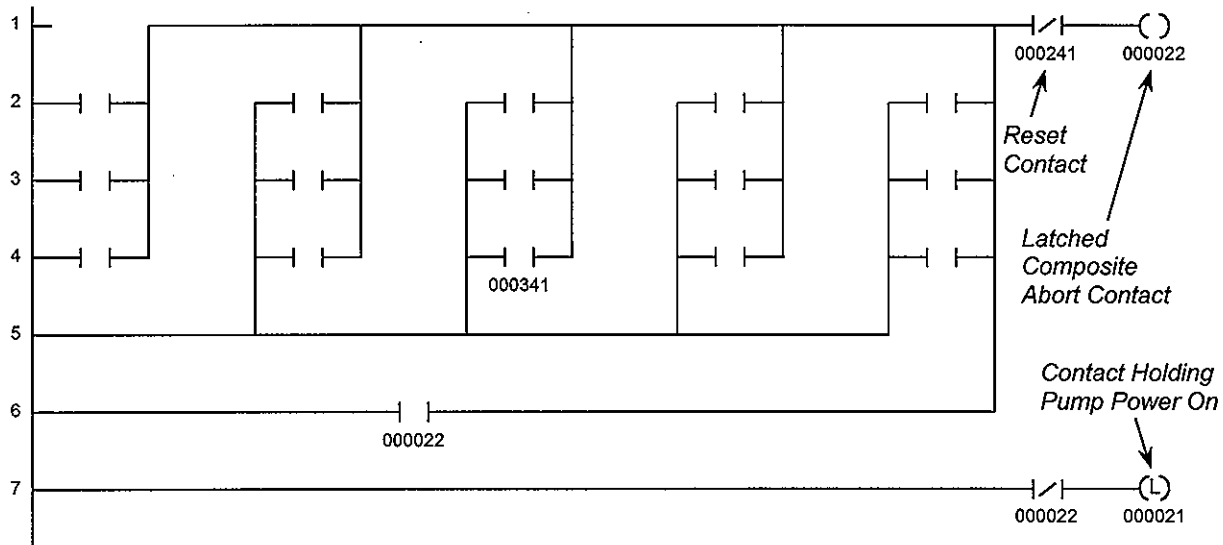 1
000241
000022
2
Reset
Contact
3
Latched
Composite
Abort Contact
4
000341
5
Contact Holding
Pump Power On
6
000022
7
L
000022
000021